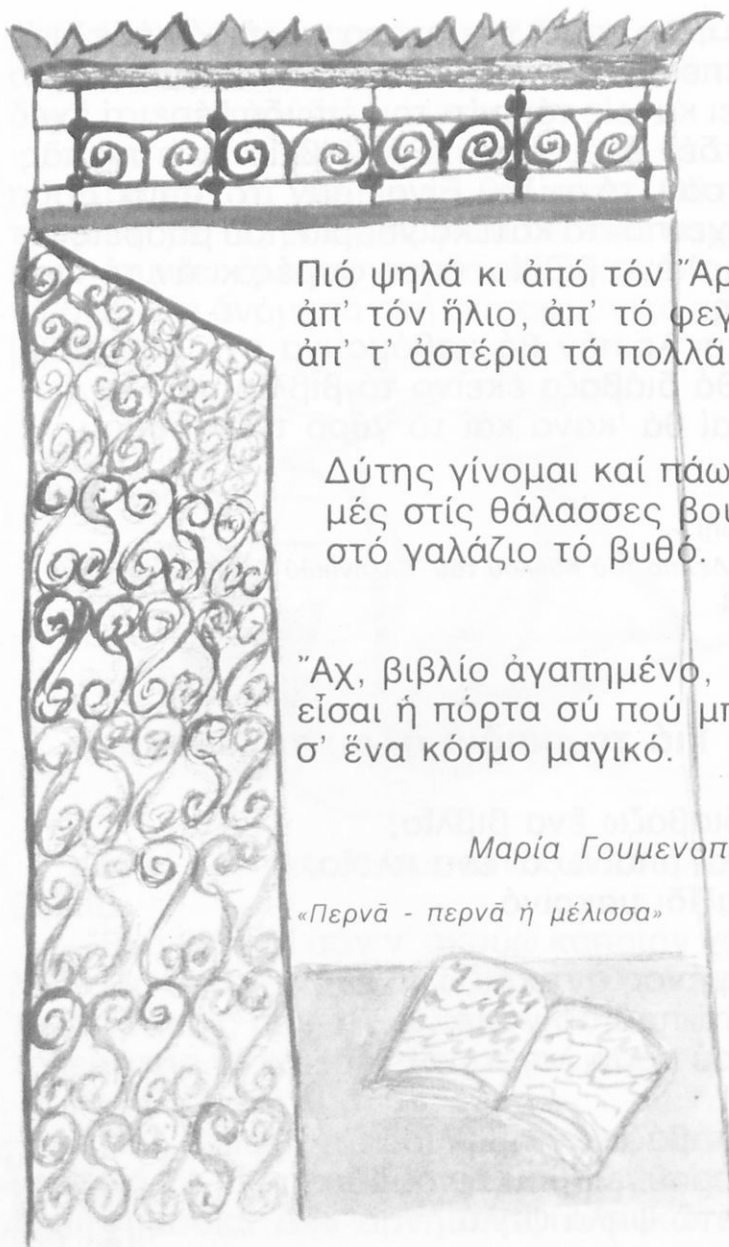 Πιό ψηλά κι ἀπό τόν Ἄρ
ἀπ' τόν ἥλιο, ἀπ' τό φεγ
ἀπ' τ' ἀστέρια τά πολλά
Δύτης γίνομαι καί πάω
μές στίς θάλασσες βου
στό γαλάζιο τό βυθό.
Ἄχ, βιβλίο ἀγαπημένο,
εἶσαι ἡ πόρτα σύ πού μπ
σ' ἕνα κόσμο μαγικό.
Μαρία Γουμενοπ
«Περνᾶ - περνᾶ ἡ μέλισσα»